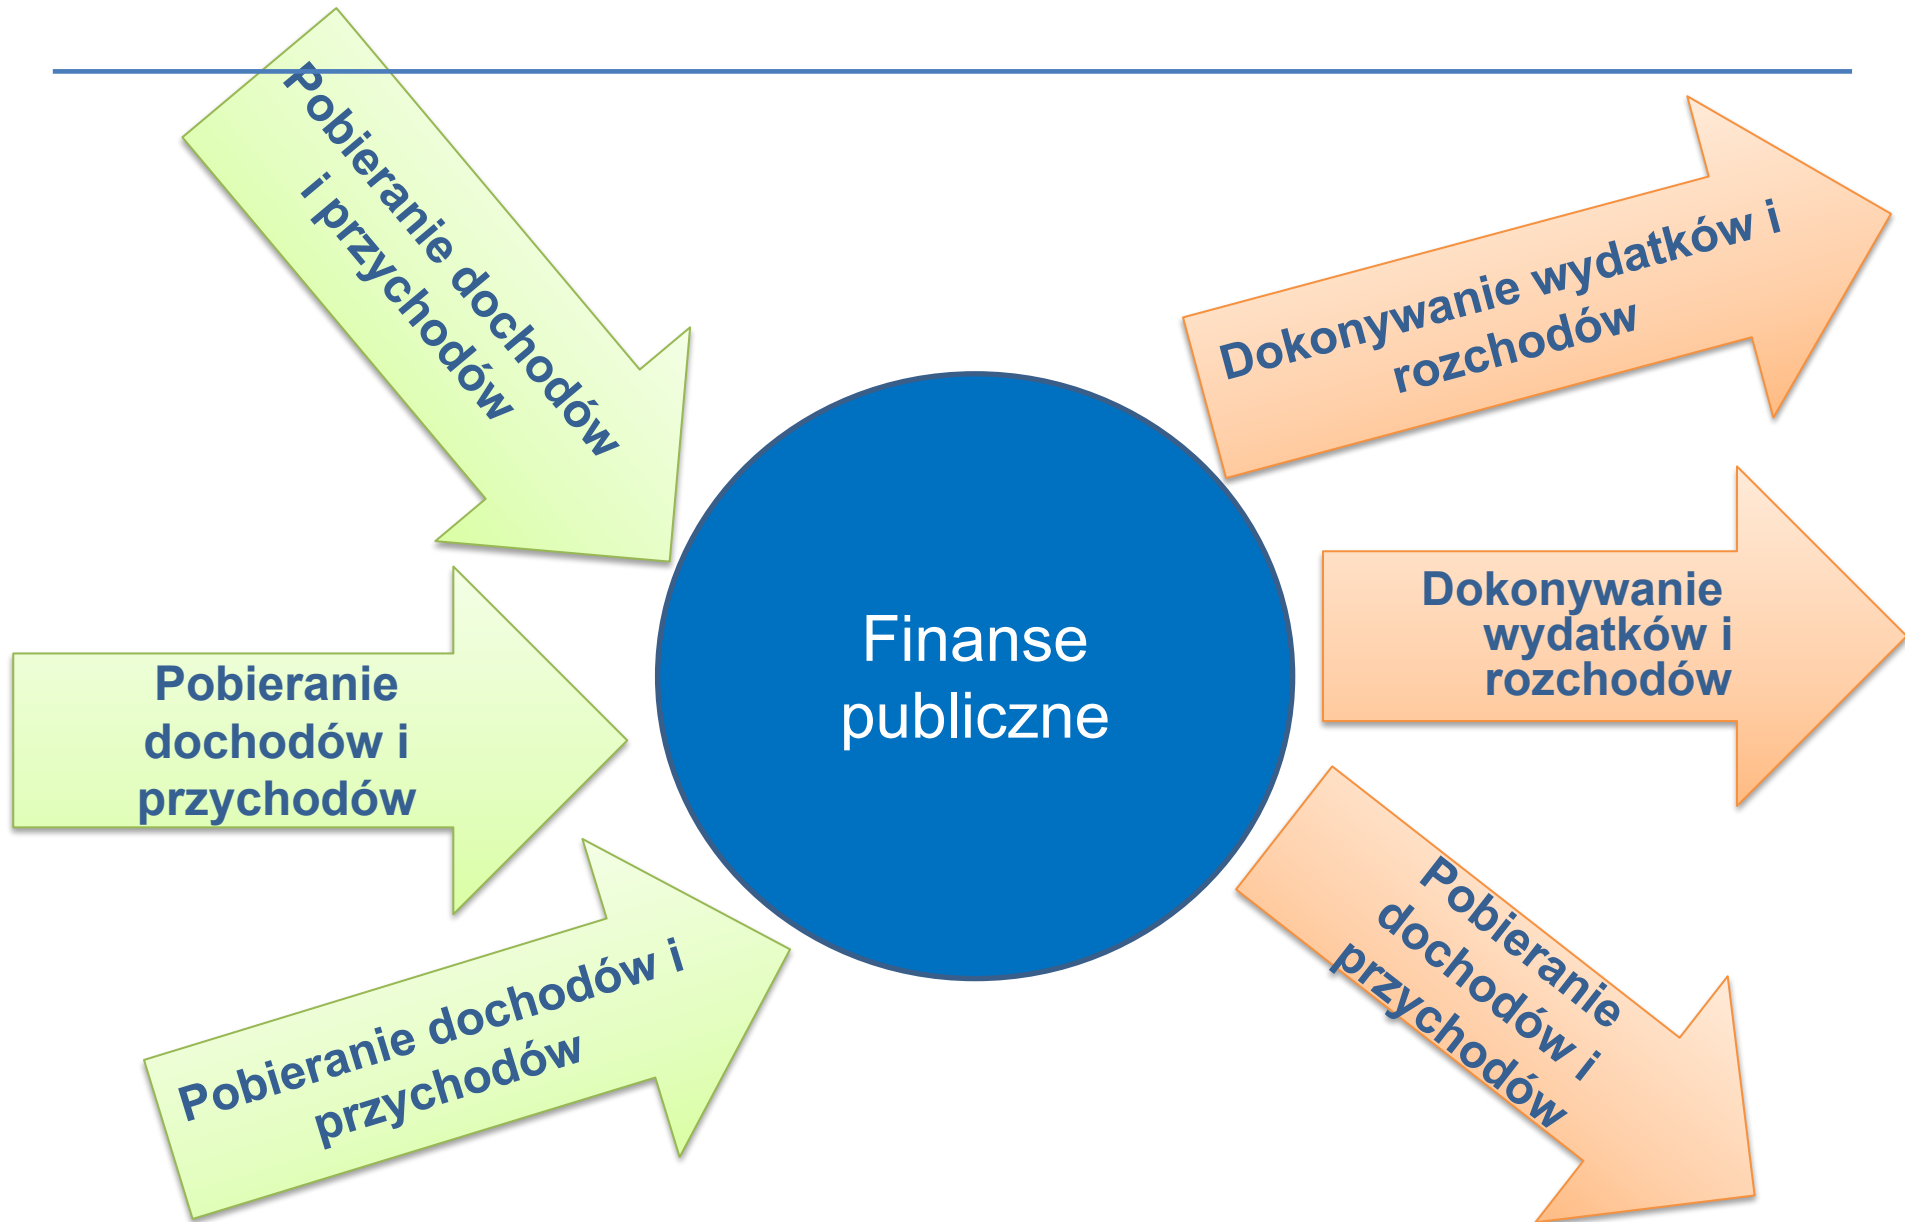 Pobieranie dochodów
i przychodów
Pobieranie
dochodów i
przychodów
Pobieranie dochodów i
przychodów
Finanse
publiczne
Dokonywanie wydatków i
rozchodów
Dokonywanie
wydatków i
rozchodów
Pobieranie
dochodów i
przychodów